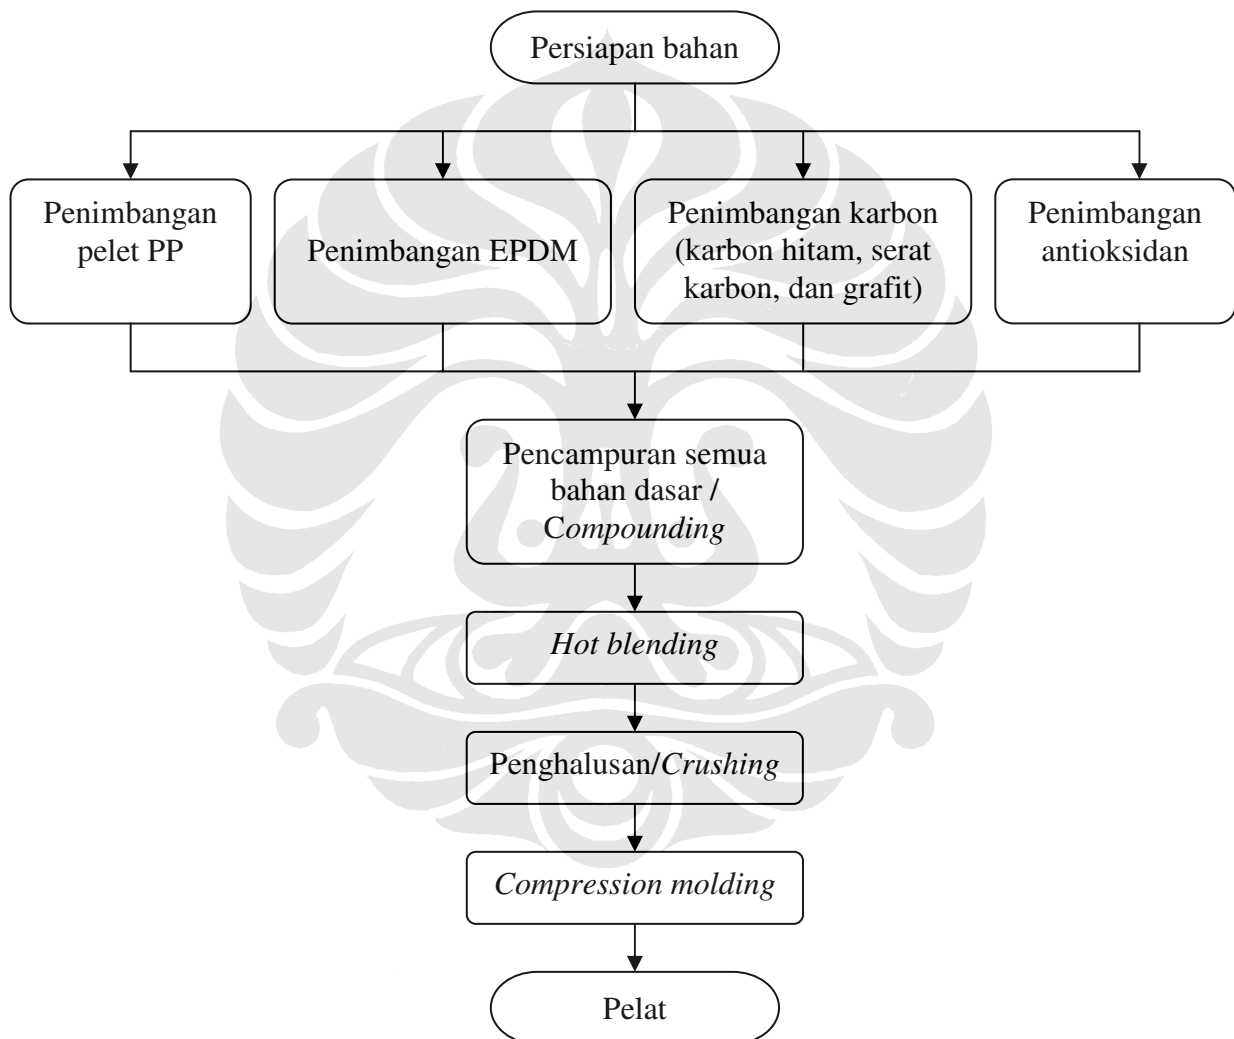 Persiapan bahan
Penimbangan
pelet PP
Penimbangan EPDM
Penimbangan karbon
(karbon hitam, serat
karbon, dan grafit)
Penimbangan
antioksidan
Pencampuran semua
bahan dasar /
Compounding
Hot blending
Penghalusan/Crushing
Compression molding
Pelat